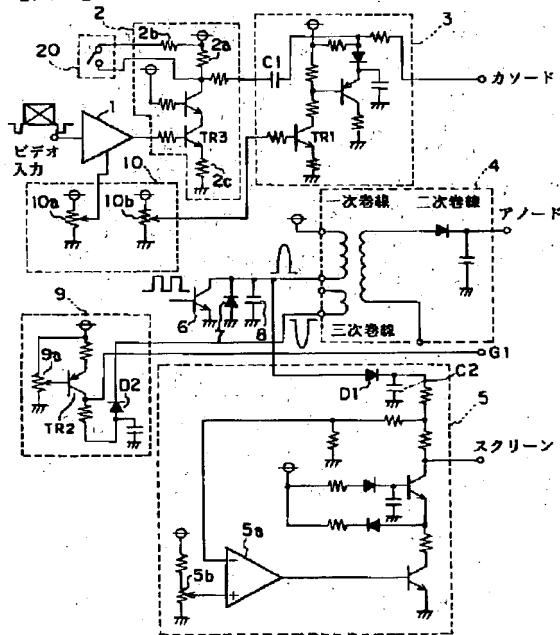 2
3
20
2b
2a
C1
カソード
1
TR3
TR1
ビデオ
入力
2c
10
10a
10b
4
一次巻線
二次巻線
アノード
三次巻線
6
7
8
9
9a
D2
TR2
G1
D1
C2
5
スクリーン
5a
5b